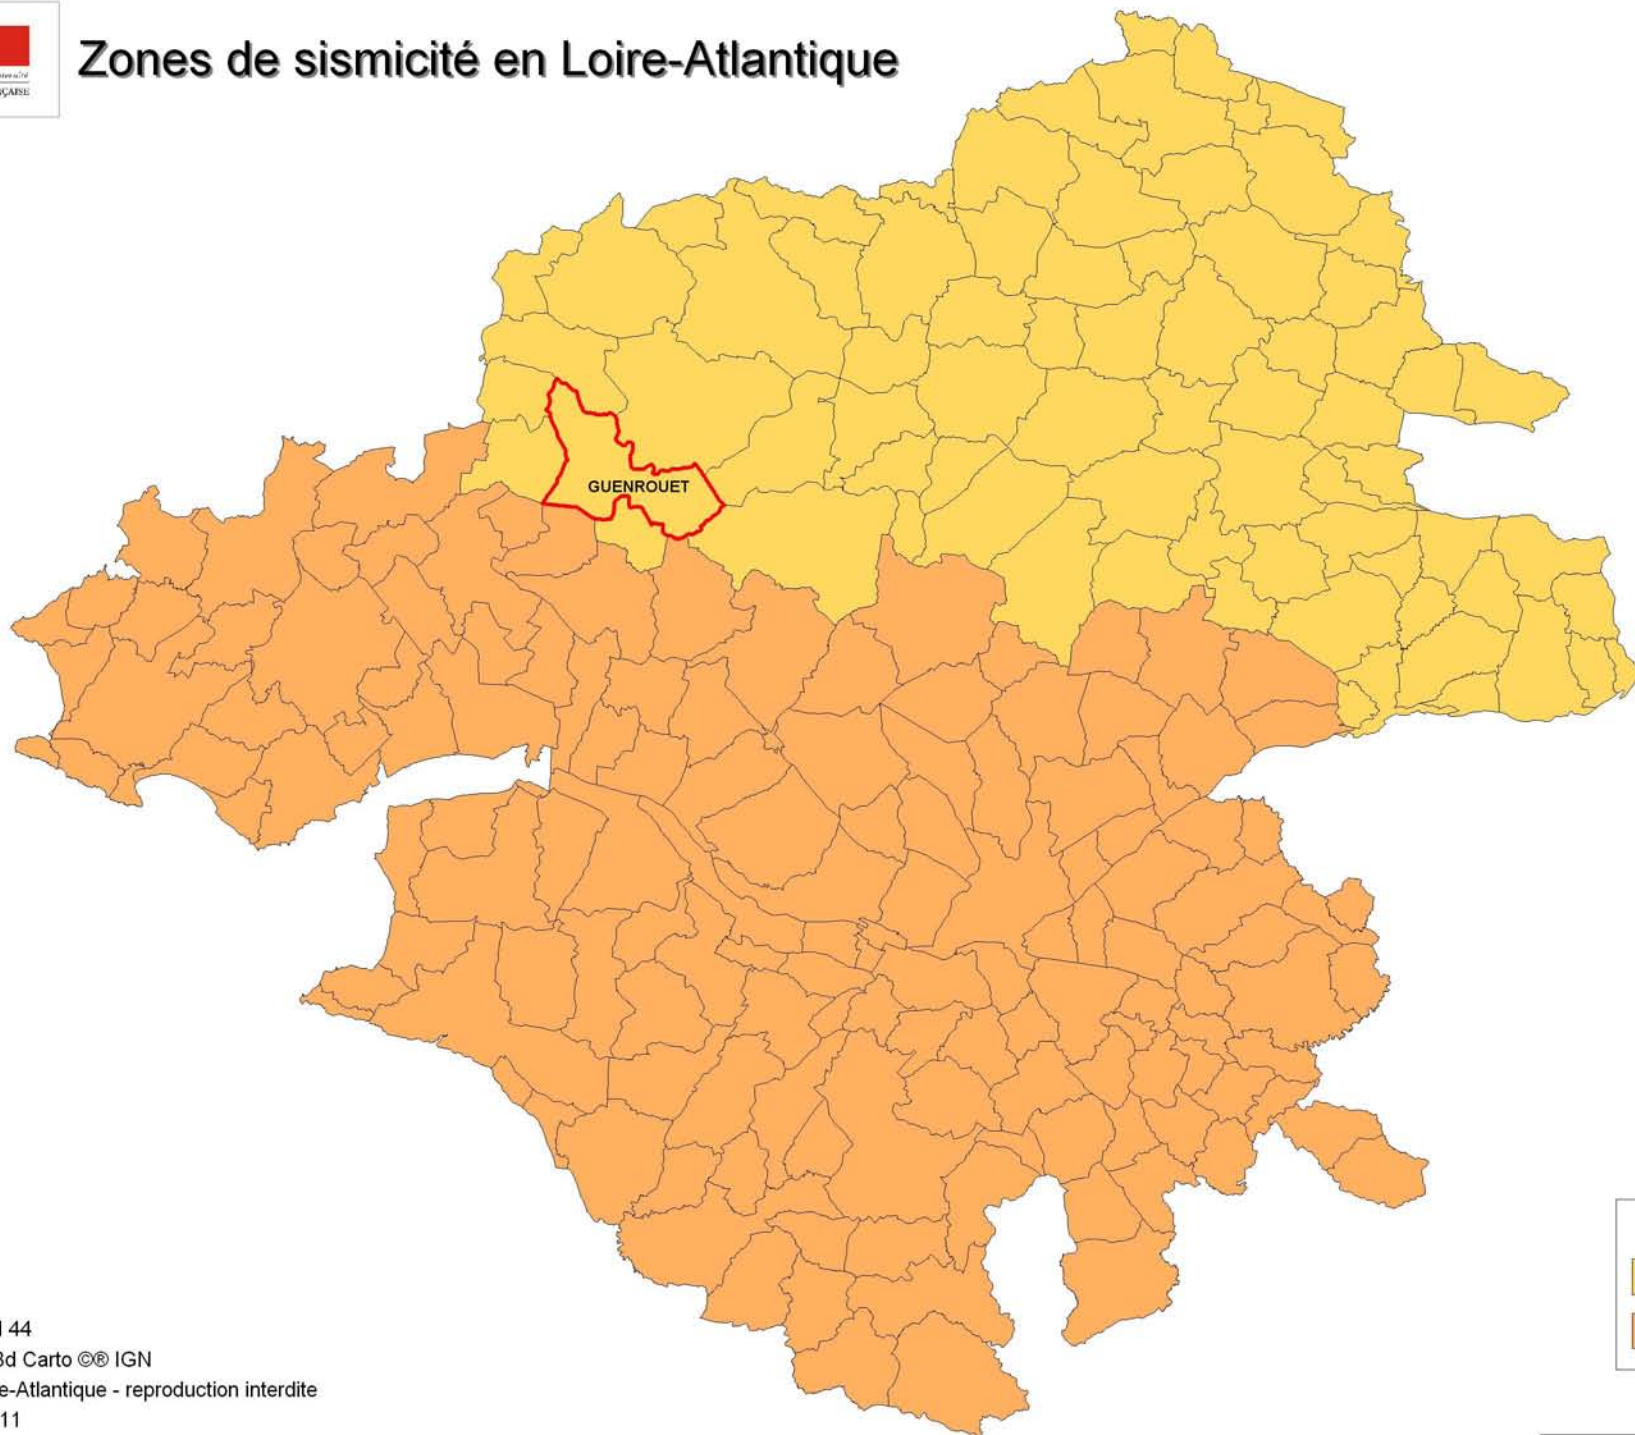 Zones de sismicité en Loire-Atlantique
GUENROUET
44
3d Carto ©® IGN
e-Atlantique - reproduction interdite
11